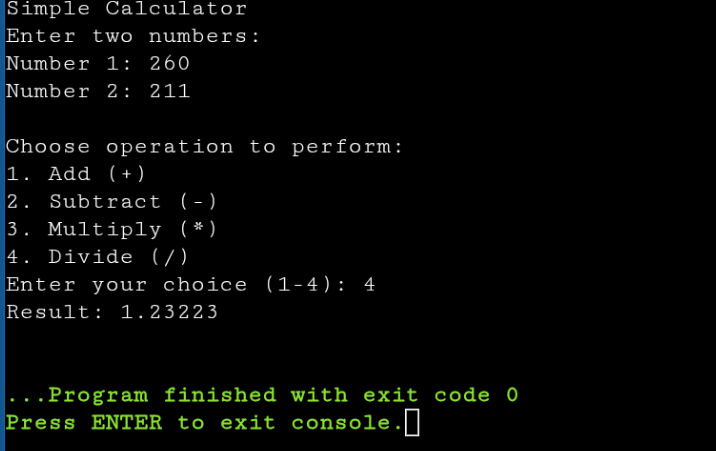 Simple Calculator
Enter two numbers:
Number 1: 260
Number 2: 211
Choose operation to perform:
1. Add (+)
2. Subtract (-)
3. Multiply (*)
4. Divide (/)
Enter your choice (1-4): 4
Result: 1.23223
...Program finished with exit code 0
Press ENTER to exit console.